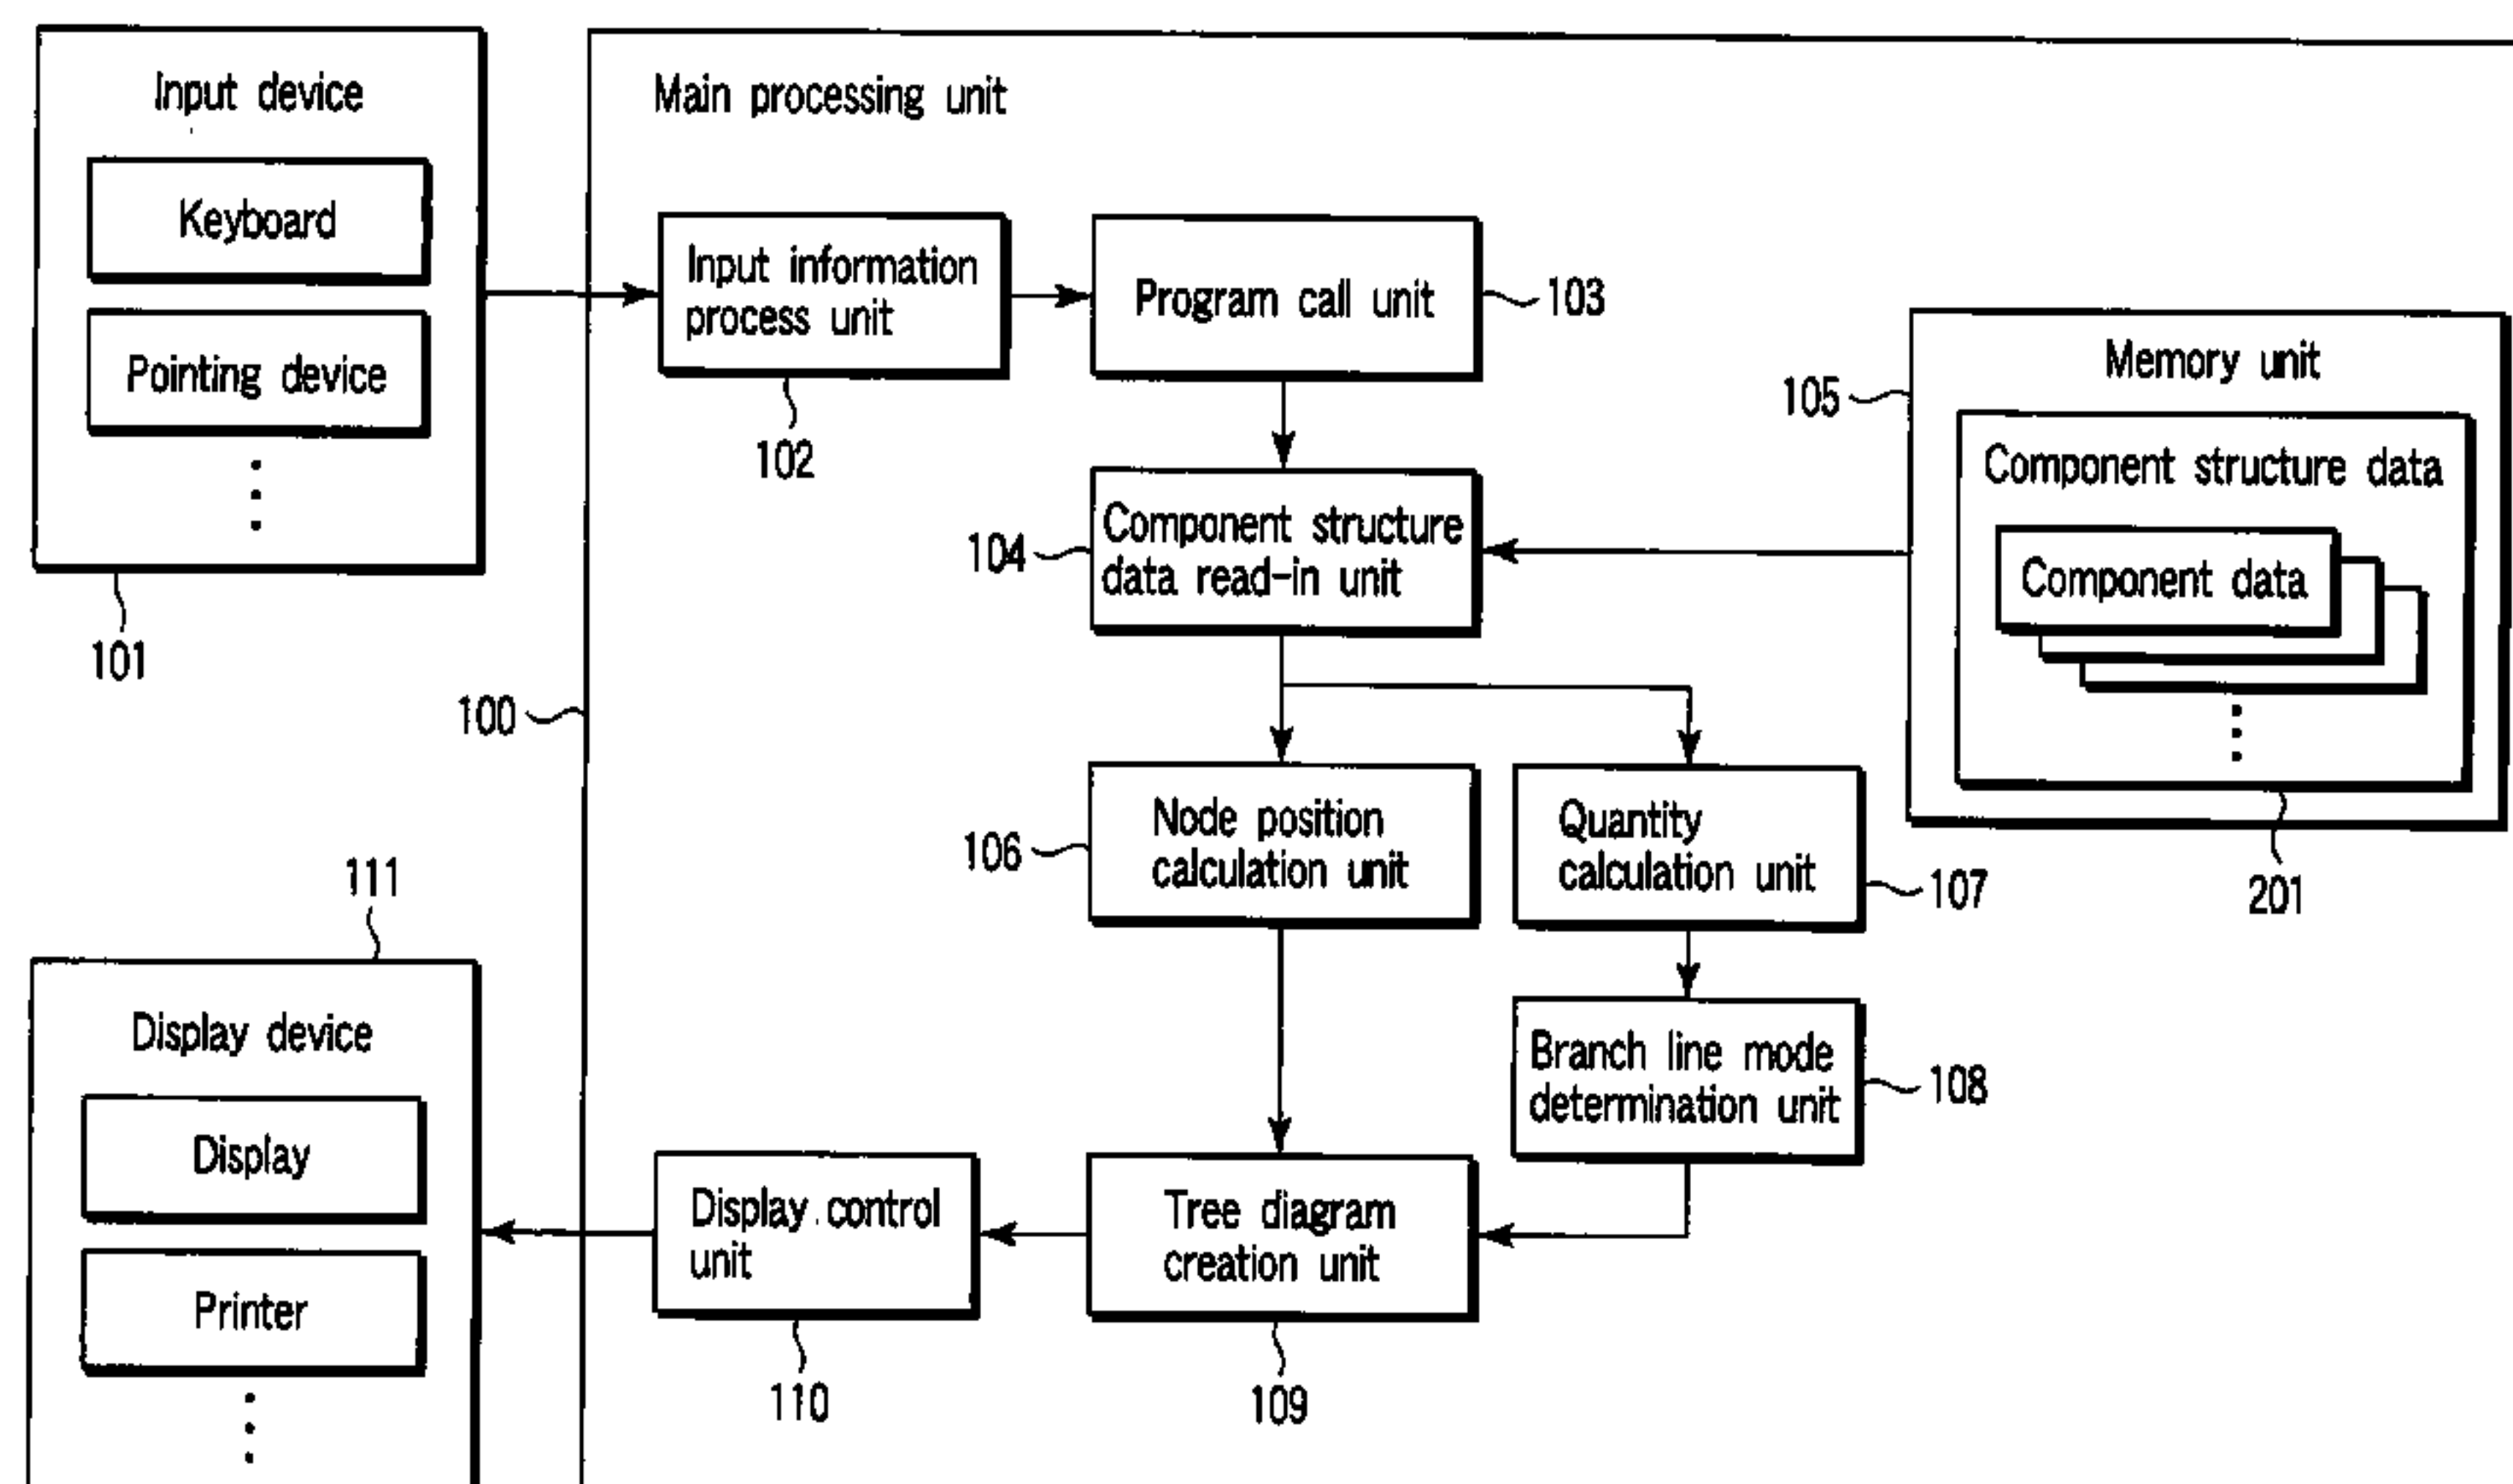 Input device
Keyboard
Pointing device
101
Main processing unit
100
Input information
process unit
102
Program call unit
103
Component structure
data read-in unit
104
Memory unit
105
Component structure data
Component data
201
Node position
calculation unit
106
Quantity
calculation unit
107
Branch line mode
determination unit
108
Tree diagram
creation unit
109
Display control
unit
110
111
Display device
Display
Printer